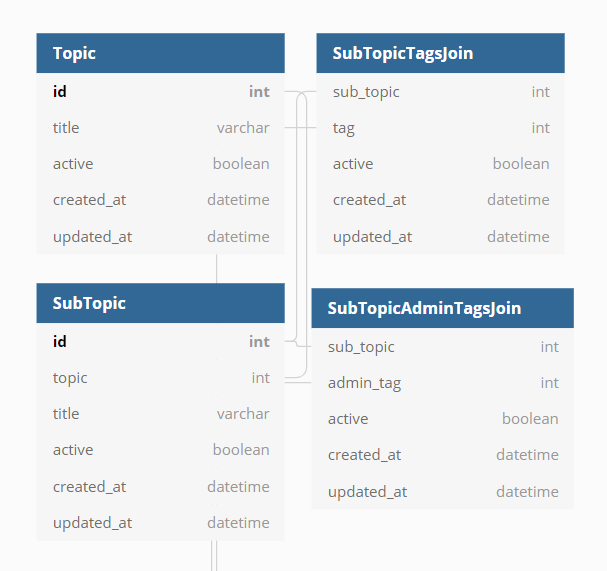 Topic
id int
title varchar
active boolean
created_at datetime
updated_at datetime
SubTopicTagsJoin
sub_topic int
tag int
active boolean
created_at datetime
updated_at datetime
SubTopic
id int
topic int
title varchar
active boolean
created_at datetime
updated_at datetime
SubTopicAdminTagsJoin
sub_topic int
admin_tag int
active boolean
created_at datetime
updated_at datetime